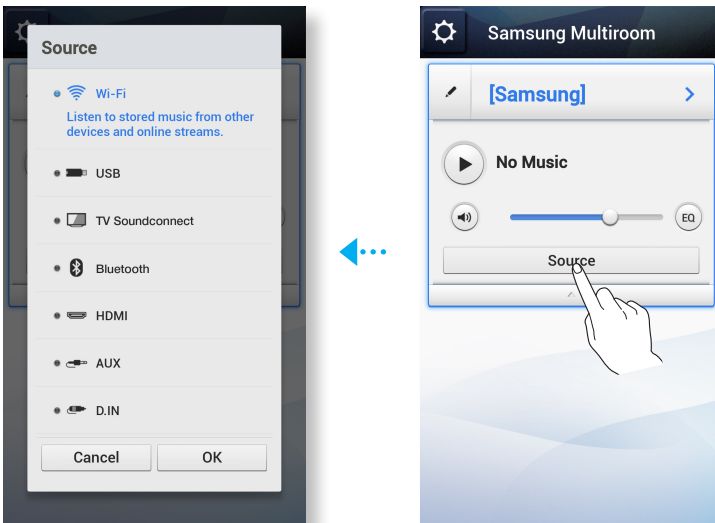 Source
Wi-Fi
Listen to stored music from other
devices and online streams.
USB
TV Soundconnect
Bluetooth
HDMI
AUX
D.IN
Cancel
OK
Samsung Multiroom
[Samsung]
No Music
EQ
Source